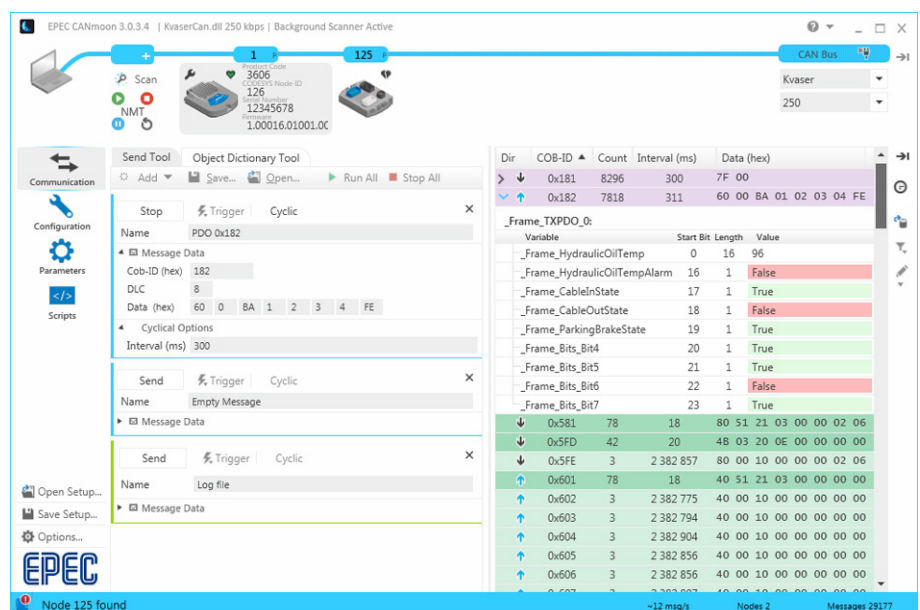 EPEC CANmoon 3.0.3.4 | KvaserCan.dll 250 kbps | Background Scanner Active
+
1 P
125 P
CAN Bus
Scan
NMT
Product Code
3606
CODESYS Node-ID
126
Serial Number
12345678
Firmware
1.00016.01001.00
Kvaser
250
Communication
Configuration
Parameters
</>
Scripts
Open Setup...
Save Setup...
Options...
EPEC
Send Tool Object Dictionary Tool
Add Save... Open... Run All Stop All
Stop Trigger Cyclic
Name PDO 0x182
Message Data
Cob-ID (hex) 182
DLC 8
Data (hex) 60 0 BA 1 2 3 4 FE
Cyclical Options
Interval (ms) 300
Send Trigger Cyclic
Name Empty Message
Message Data
Send Trigger Cyclic
Name Log file
Message Data
Dir COB-ID Count Interval (ms) Data (hex)
0x181 8296 300 7F 00
0x182 7818 311 60 00 BA 01 02 03 04 FE
_Frame_TXPDO_0:
Variable Start Bit Length Value
_Frame_HydraulicOilTemp 0 16 96
_Frame_HydraulicOilTempAlarm 16 1 False
_Frame_CableInState 17 1 True
_Frame_CableOutState 18 1 False
_Frame_ParkingBrakeState 19 1 True
_Frame_Bits_Bit4 20 1 True
_Frame_Bits_Bit5 21 1 True
_Frame_Bits_Bit6 22 1 False
_Frame_Bits_Bit7 23 1 True
0x581 78 18 80 51 21 03 00 00 02 06
0x5FD 42 20 4B 03 20 0E 00 00 00 00
0x5FE 3 2 382 857 80 00 10 00 00 00 02 06
0x601 78 18 40 51 21 03 00 00 00 00
0x602 3 2 382 775 40 00 10 00 00 00 00 00
0x603 3 2 382 794 40 00 10 00 00 00 00 00
0x604 3 2 382 904 40 00 10 00 00 00 00 00
0x605 3 2 382 856 40 00 10 00 00 00 00 00
0x606 3 2 382 856 40 00 10 00 00 00 00 00
Node 125 found
~12 msg/s Nodes 2 Messages 29177